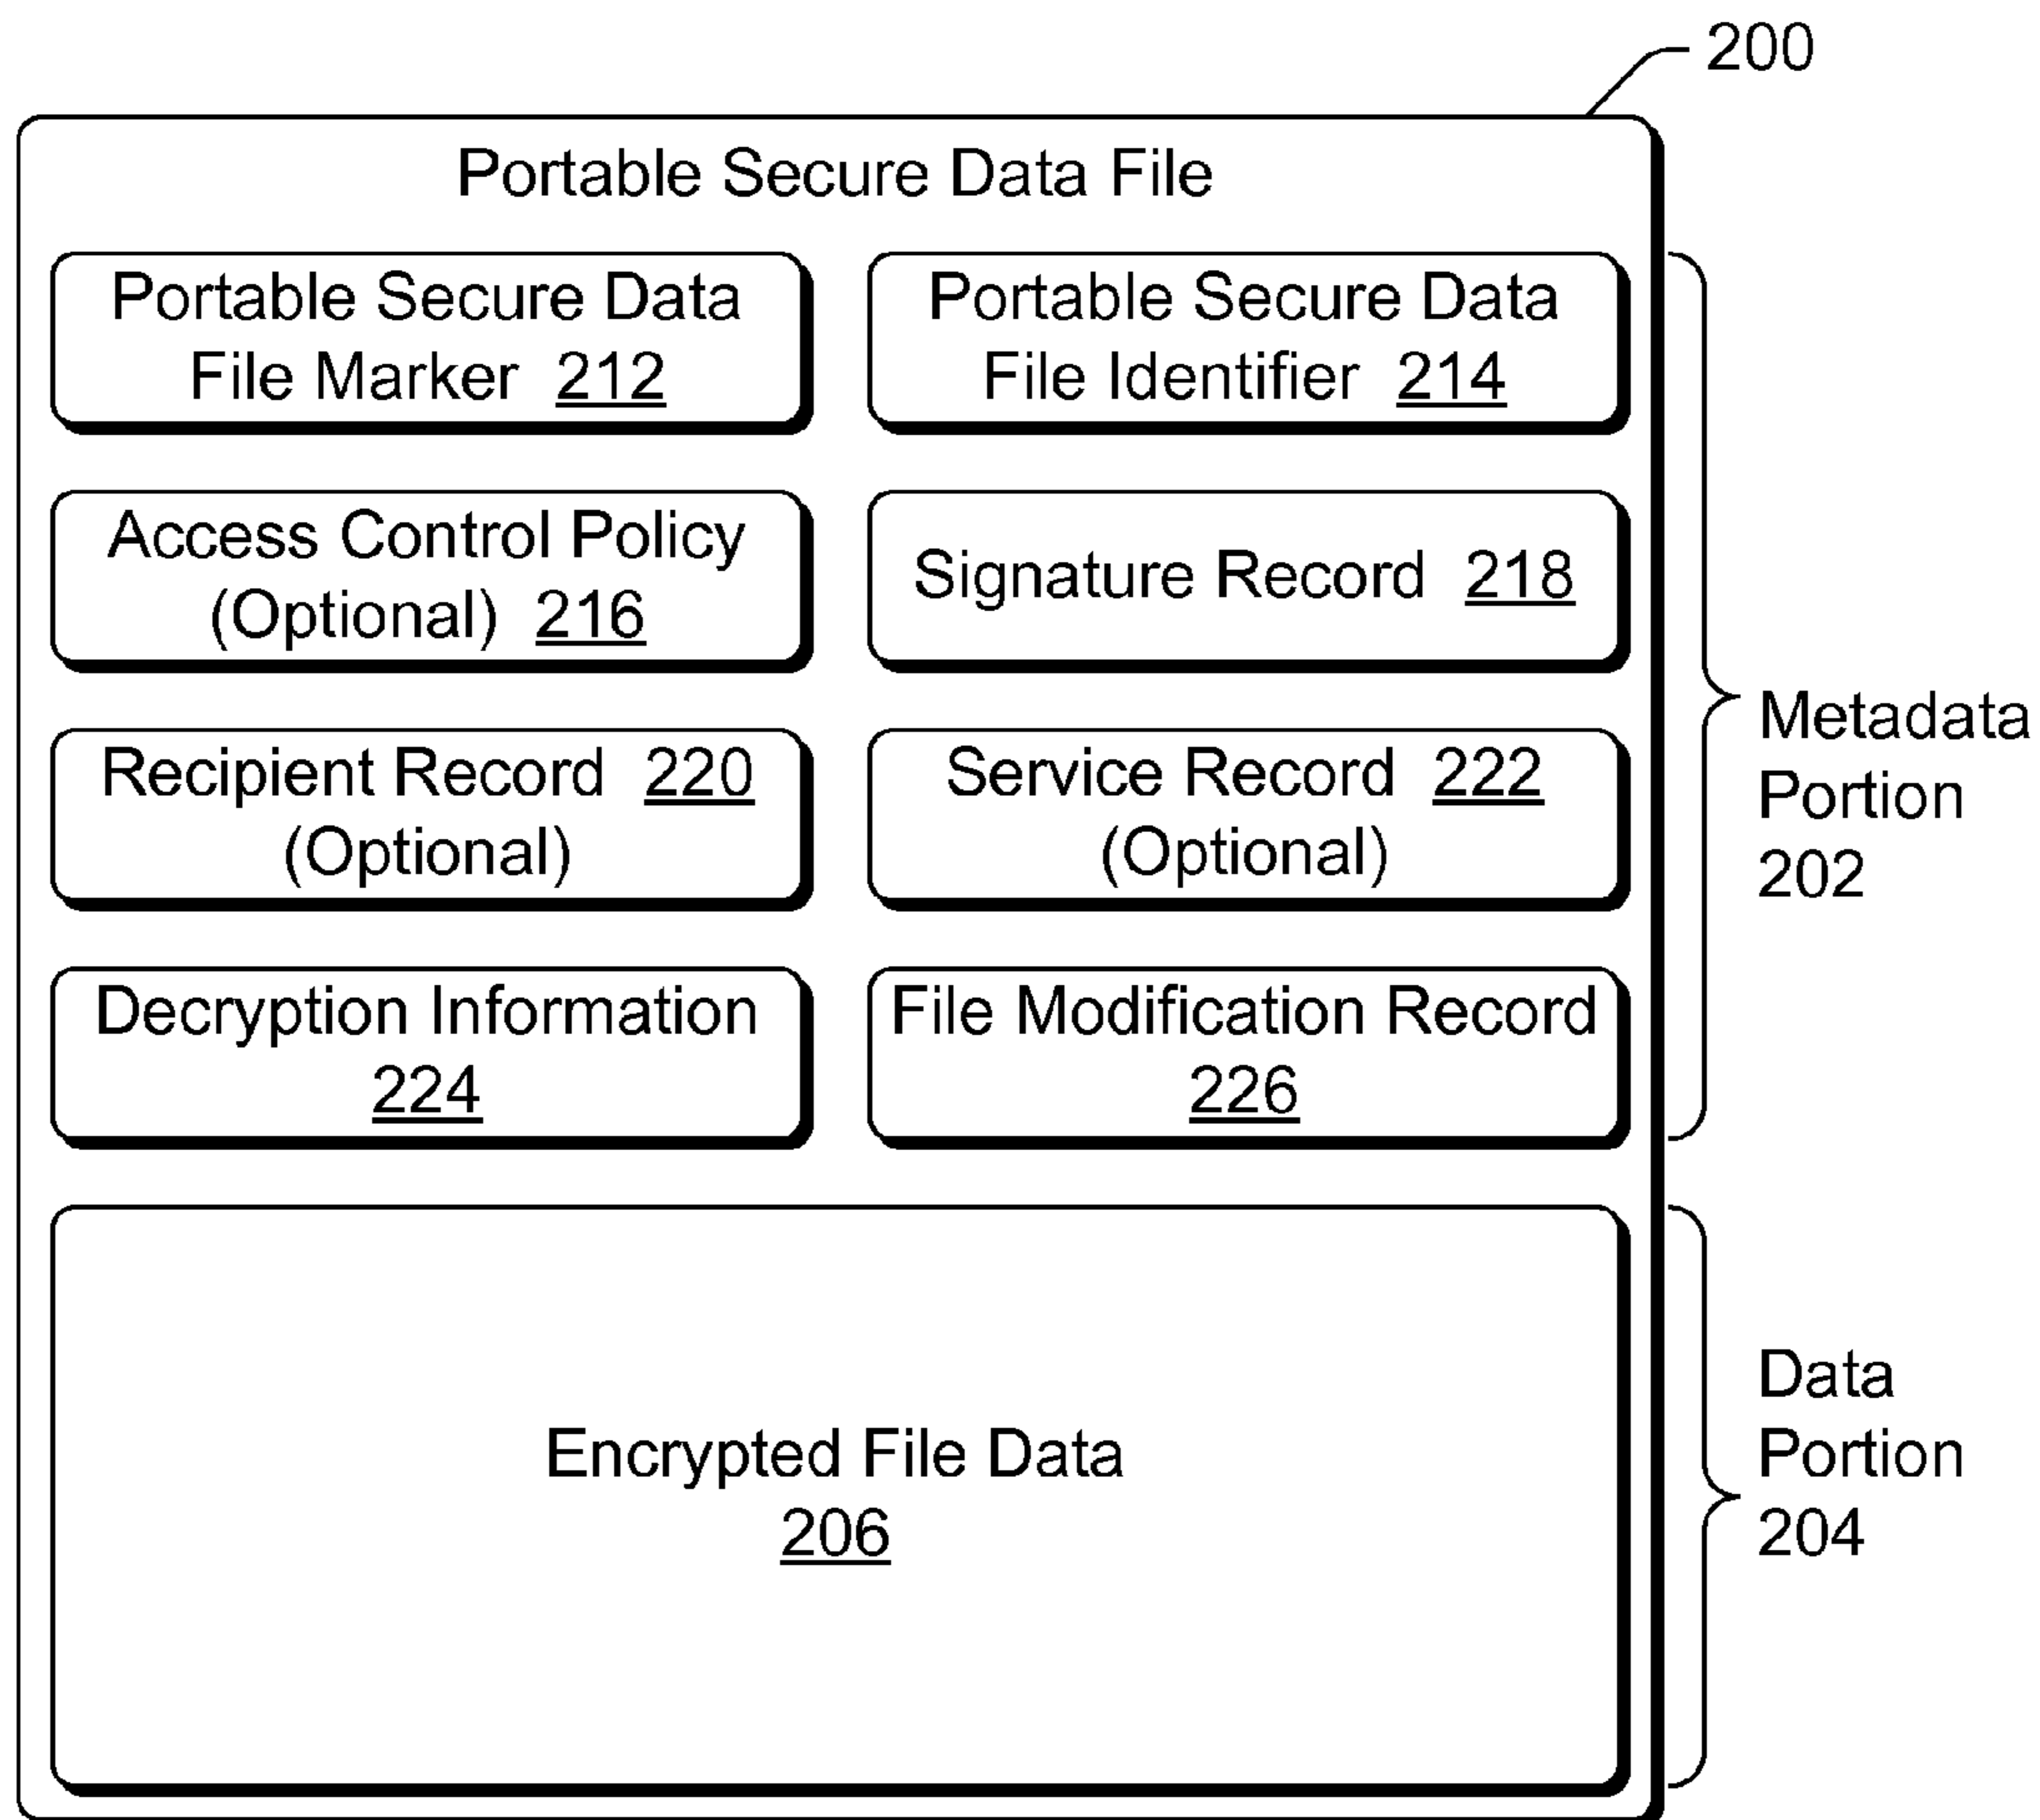 200
Portable Secure Data File
Portable Secure Data
File Marker 212
Portable Secure Data
File Identifier 214
Access Control Policy
(Optional) 216
Signature Record 218
Recipient Record 220
(Optional)
Service Record 222
(Optional)
Decryption Information
224
File Modification Record
226
Metadata
Portion
202
Encrypted File Data
206
Data
Portion
204